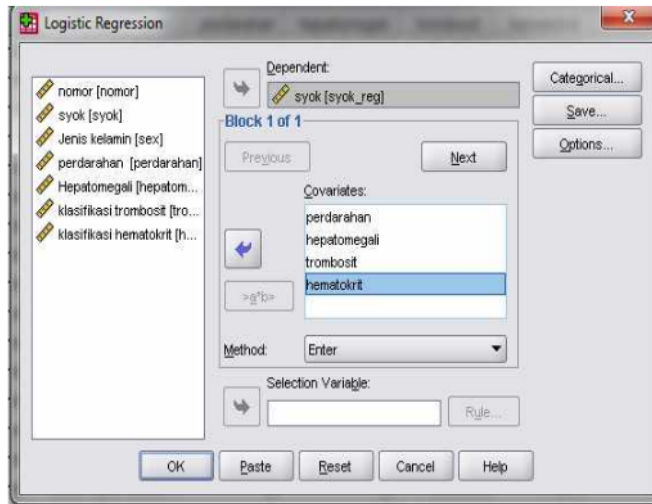 Logistic Regression
nomor [nomor]
syok [syok]
Jenis kelamin [sex]
perdarahan [perdarahan]
Hepatomegali [hepatom...
klasifikasi trombosit [tro...
klasifikasi hematokrit [h...
Dependent:
syok [syok_reg]
Block 1 of 1
Previous
Next
Covariates:
perdarahan
hepatomegali
trombosit
hematokrit
>a*b>
Method:
Enter
Selection Variable:
Rule...
Categorical...
Save...
Options...
OK
Paste
Reset
Cancel
Help